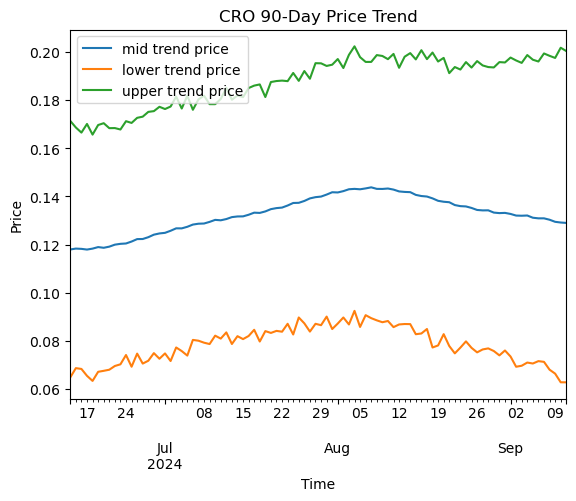 CRO 90-Day Price Trend
mid trend price
lower trend price
upper trend price
0.20
0.18
0.16
0.14
0.12
0.10
0.08
0.06
Price
17 24 08 15 22 29 05 12 19 26 02 09
Jul Aug Sep
2024
Time